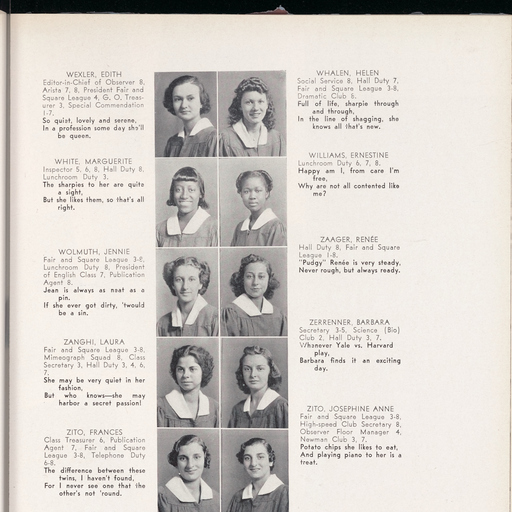 WEXLER, EDITH
Editor-in-Chief of Observer 8,
Arista 7, 8, President Fair and
Square League 4, G. O. Treas-
urer 3, Special Commendation
1-7.
So quiet, lovely and serene,
In a profession some day she'll
be queen.
WHITE, MARGUERITE
Inspector 5, 6, 8, Hall Duty 8,
Lunchroom Duty 3.
The sharpies to her are quite
a sight,
But she likes them, so that's all
right.
WOLMUTH, JENNIE
Fair and Square League 3-8,
Lunchroom Duty 8, President
of English Class 7, Publication
Agent 8.
Jean is always as neat as a
pin.
If she ever got dirty, 'twould
be a sin.
ZANGHI, LAURA
Fair and Square League 3-8,
Mimeograph Squad 8, Class
Secretary 3, Hall Duty 3, 4, 6,
7.
She may be very quiet in her
fashion,
But who knows—she may
harbor a secret passion!
ZITO, FRANCES
Class Treasurer 6, Publication
Agent 7, Fair and Square
League 3-8, Telephone Duty
6-8.
The difference between these
twins, I haven't found,
For I never see one that the
other's not 'round.
WHALEN, HELEN
Social Service 8, Hall Duty 7,
Fair and Square League 3-8,
Dramatic Club 8.
Full of life, sharpie through
and through,
In the line of shagging, she
knows all that's new.
WILLIAMS, ERNESTINE
Lunchroom Duty 6, 7, 8.
Happy am I, from care I'm
free,
Why are not all contented like
me?
ZAAGER, RENÉE
Hall Duty 8, Fair and Square
League 1-8.
"Pudgy" Renée is very steady,
Never rough, but always ready.
ZERRENNER, BARBARA
Secretary 3-5, Science (Bio)
Club 2, Hall Duty 3, 7.
Whenever Yale vs. Harvard
play,
Barbara finds it an exciting
day.
ZITO, JOSEPHINE ANNE
Fair and Square League 3-8,
High-speed Club Secretary 8,
Observer Floor Manager 4,
Newman Club 3, 7.
Potato chips she likes to eat,
And playing piano to her is a
treat.